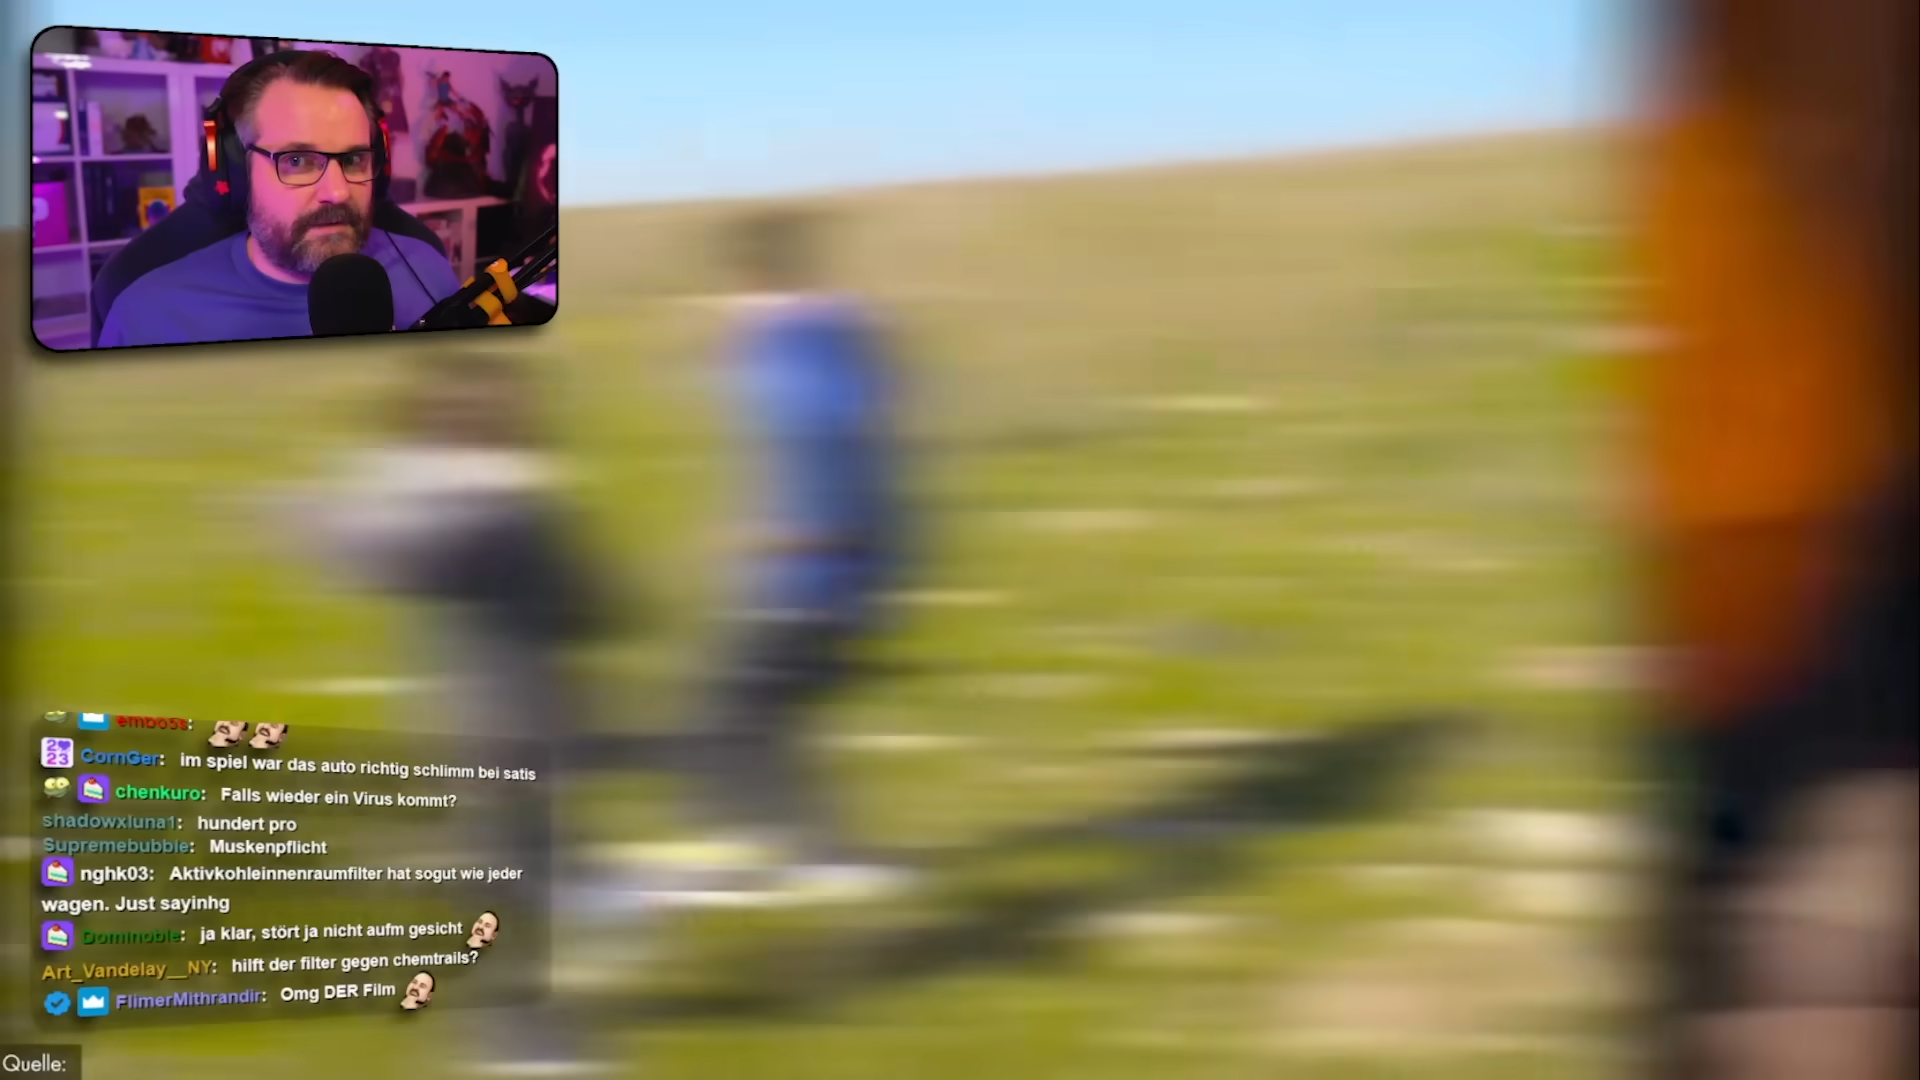 embo5s:
2023
CornGer: im spiel war das auto richtig schlimm bei satis
chenkuro: Falls wieder ein Virus kommt?
shadowxluna1: hundert pro
Supremebubble: Muskenpflicht
nghk03: Aktivkohleinnenraumfilter hat sogut wie jeder
wagen. Just sayinhg
Dominoble: ja klar, stört ja nicht aufm gesicht
Art_Vandelay__NY: hilft der filter gegen chemtrails?
FlimerMithrandir: Omg DER Film
Quelle: